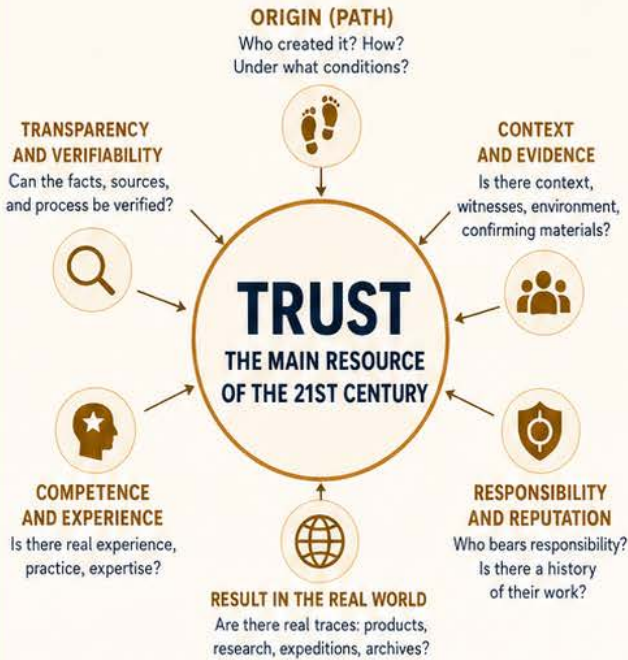 ORIGIN (PATH)
Who created it? How?
Under what conditions?
TRANSPARENCY
AND VERIFIABILITY
Can the facts, sources,
and process be verified?
CONTEXT
AND EVIDENCE
Is there context,
witnesses, environment,
confirming materials?
TRUST
THE MAIN RESOURCE
OF THE 21ST CENTURY
COMPETENCE
AND EXPERIENCE
Is there real experience,
practice, expertise?
RESPONSIBILITY
AND REPUTATION
Who bears responsibility?
Is there a history
of their work?
RESULT IN THE REAL WORLD
Are there real traces: products,
research, expeditions, archives?